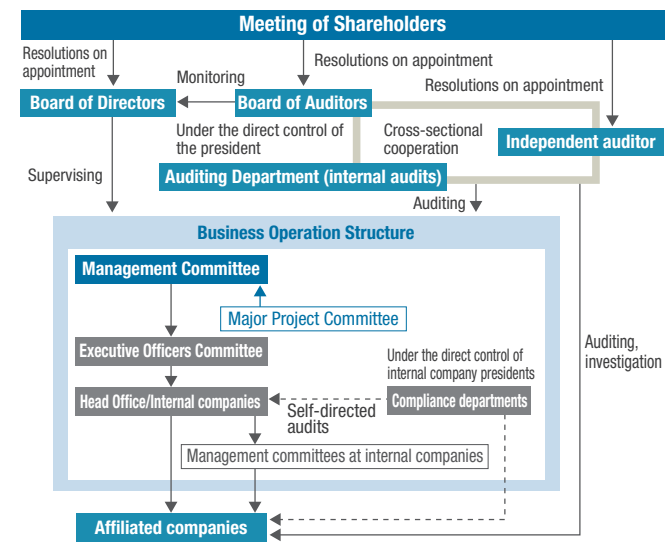 Meeting of Shareholders
Resolutions on
appointment
Resolutions on appointment
Resolutions on appointment
Monitoring
Board of Directors
Board of Auditors
Under the direct control of
the president
Cross-sectional
cooperation
Independent auditor
Supervising
Auditing Department (internal audits)
Auditing
Business Operation Structure
Management Committee
Major Project Committee
Executive Officers Committee
Under the direct control of
internal company presidents
Auditing,
investigation
Head Office/Internal companies
Self-directed
audits
Compliance departments
Management committees at internal companies
Affiliated companies